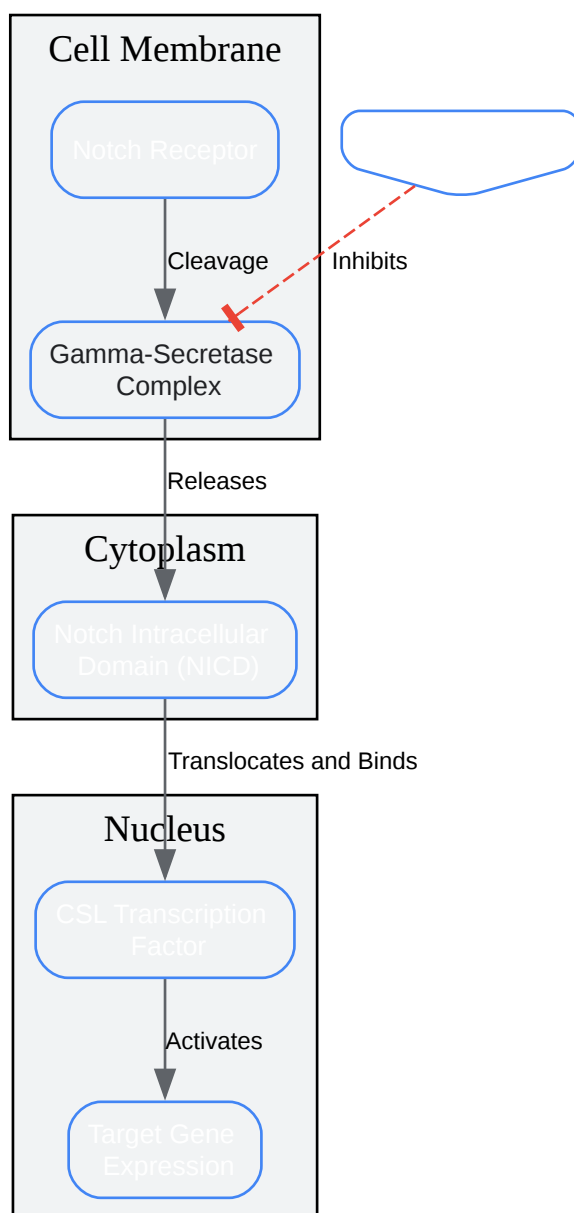 Cell Membrane
Notch Receptor
Cleavage
Inhibits
Gamma-Secretase
Complex
Releases
Cytoplasm
Notch Intracellular
Domain (NICD)
Translocates and Binds
Nucleus
CSL Transcription
Factor
Activates
Target Gene
Expression